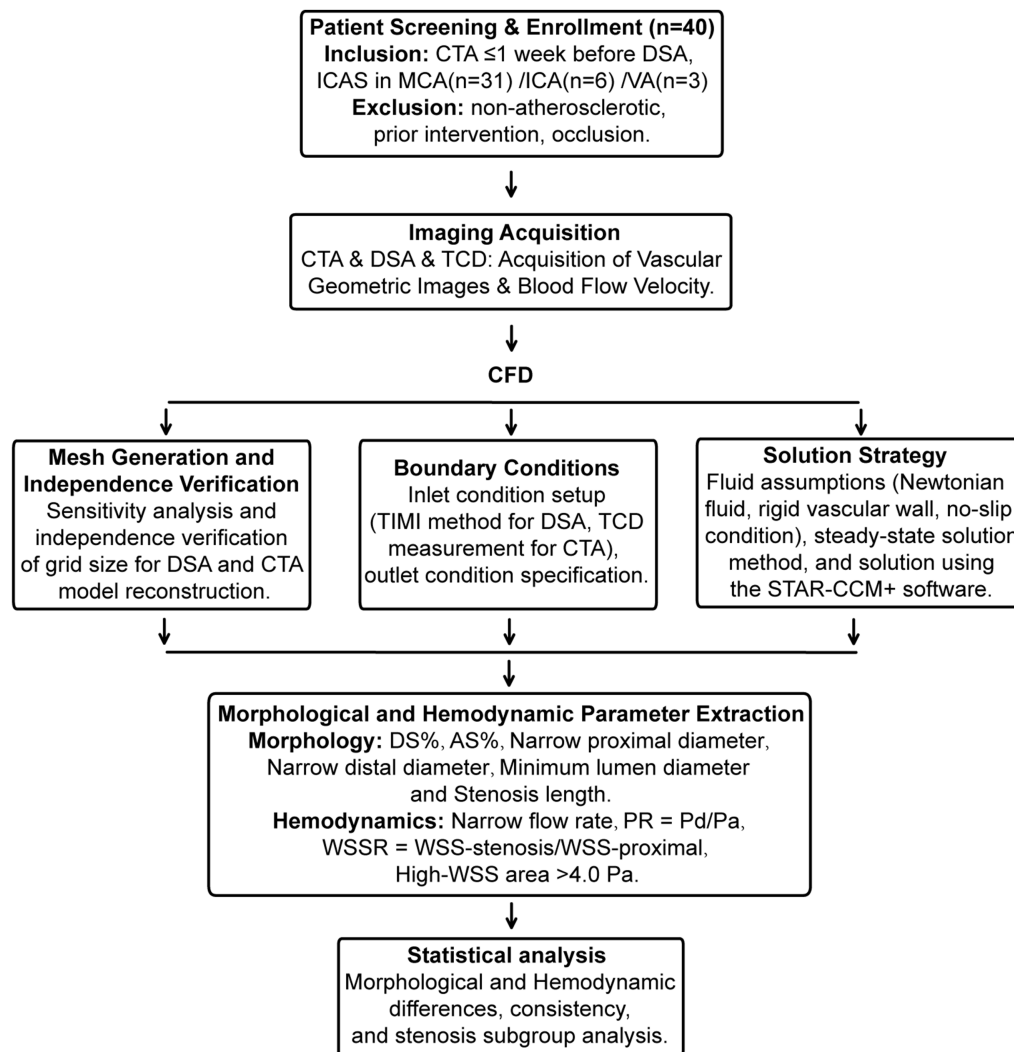 Patient Screening & Enrollment (n=40)
Inclusion: CTA ≤1 week before DSA,
ICAS in MCA(n=31) /ICA(n=6) /VA(n=3)
Exclusion: non-atherosclerotic,
prior intervention, occlusion.
Imaging Acquisition
CTA & DSA & TCD: Acquisition of Vascular
Geometric Images & Blood Flow Velocity.
CFD
Mesh Generation and
Independence Verification
Sensitivity analysis and
independence verification
of grid size for DSA and CTA
model reconstruction.
Boundary Conditions
Inlet condition setup
(TIMI method for DSA, TCD
measurement for CTA),
outlet condition specification.
Solution Strategy
Fluid assumptions (Newtonian
fluid, rigid vascular wall, no-slip
condition), steady-state solution
method, and solution using
the STAR-CCM+ software.
Morphological and Hemodynamic Parameter Extraction
Morphology: DS%, AS%, Narrow proximal diameter,
Narrow distal diameter, Minimum lumen diameter
and Stenosis length.
Hemodynamics: Narrow flow rate, PR = Pd/Pa,
WSSR = WSS-stenosis/WSS-proximal,
High-WSS area >4.0 Pa.
Statistical analysis
Morphological and Hemodynamic
differences, consistency,
and stenosis subgroup analysis.